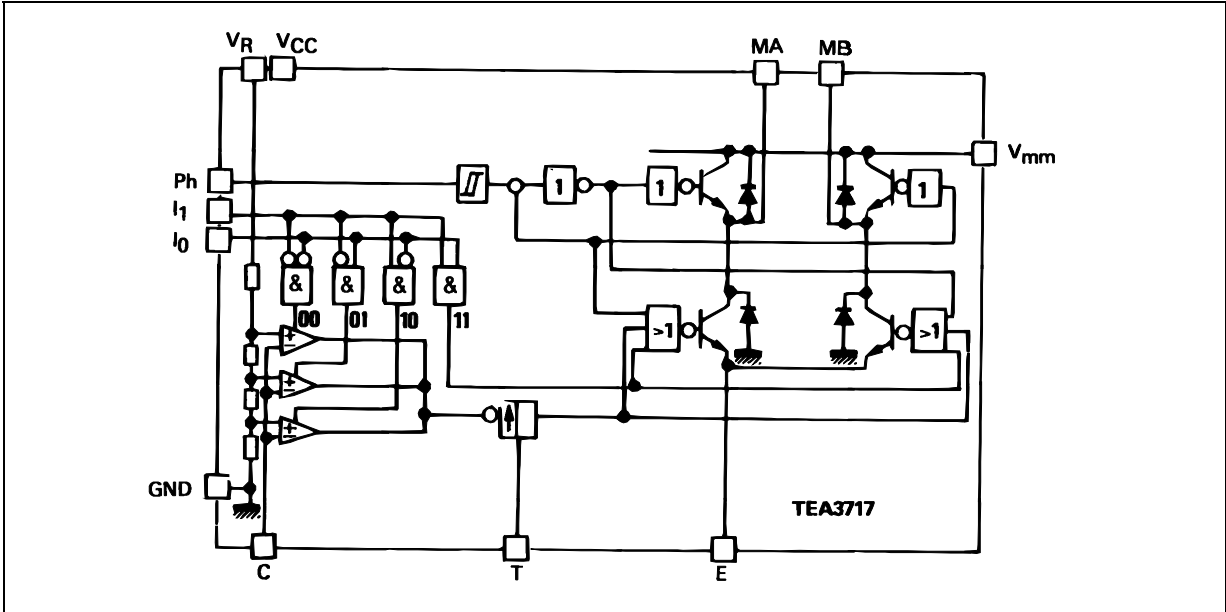 VR VCC MA MB
Vmm
Ph
I1
I0
1 1 1
& & & &
00 01 10 11
>1 >1
+
−
+
−
+
−
GND
TEA3717
C T E